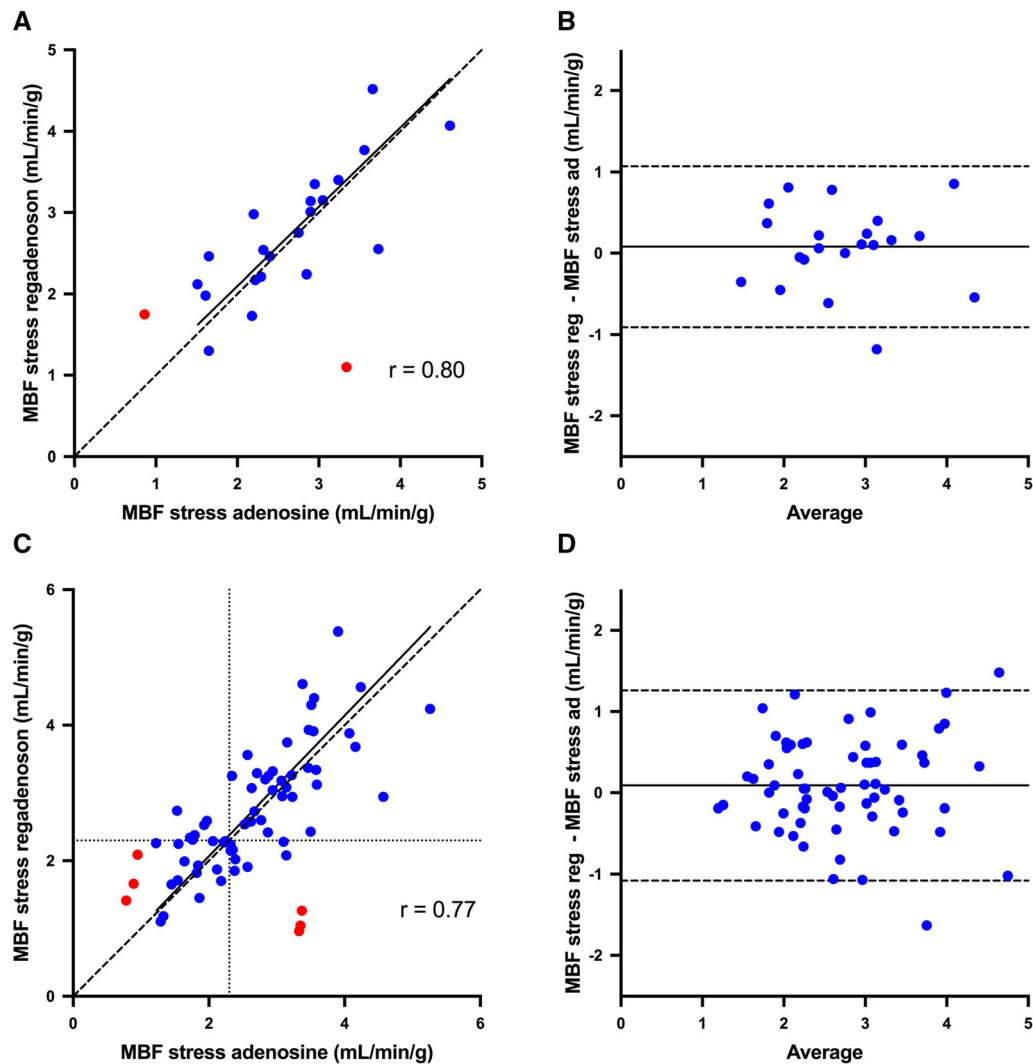 A
MBF stress regadenoson (mL/min/g)
5
4
3
2
1
0
0 1 2 3 4 5
r = 0.80
MBF stress adenosine (mL/min/g)
B
MBF stress reg - MBF stress ad (mL/min/g)
2
1
0
-1
-2
0 1 2 3 4 5
Average
C
MBF stress regadenoson (mL/min/g)
6
4
2
0
0 2 4 6
r = 0.77
MBF stress adenosine (mL/min/g)
D
MBF stress reg - MBF stress ad (mL/min/g)
2
1
0
-1
-2
0 1 2 3 4 5
Average